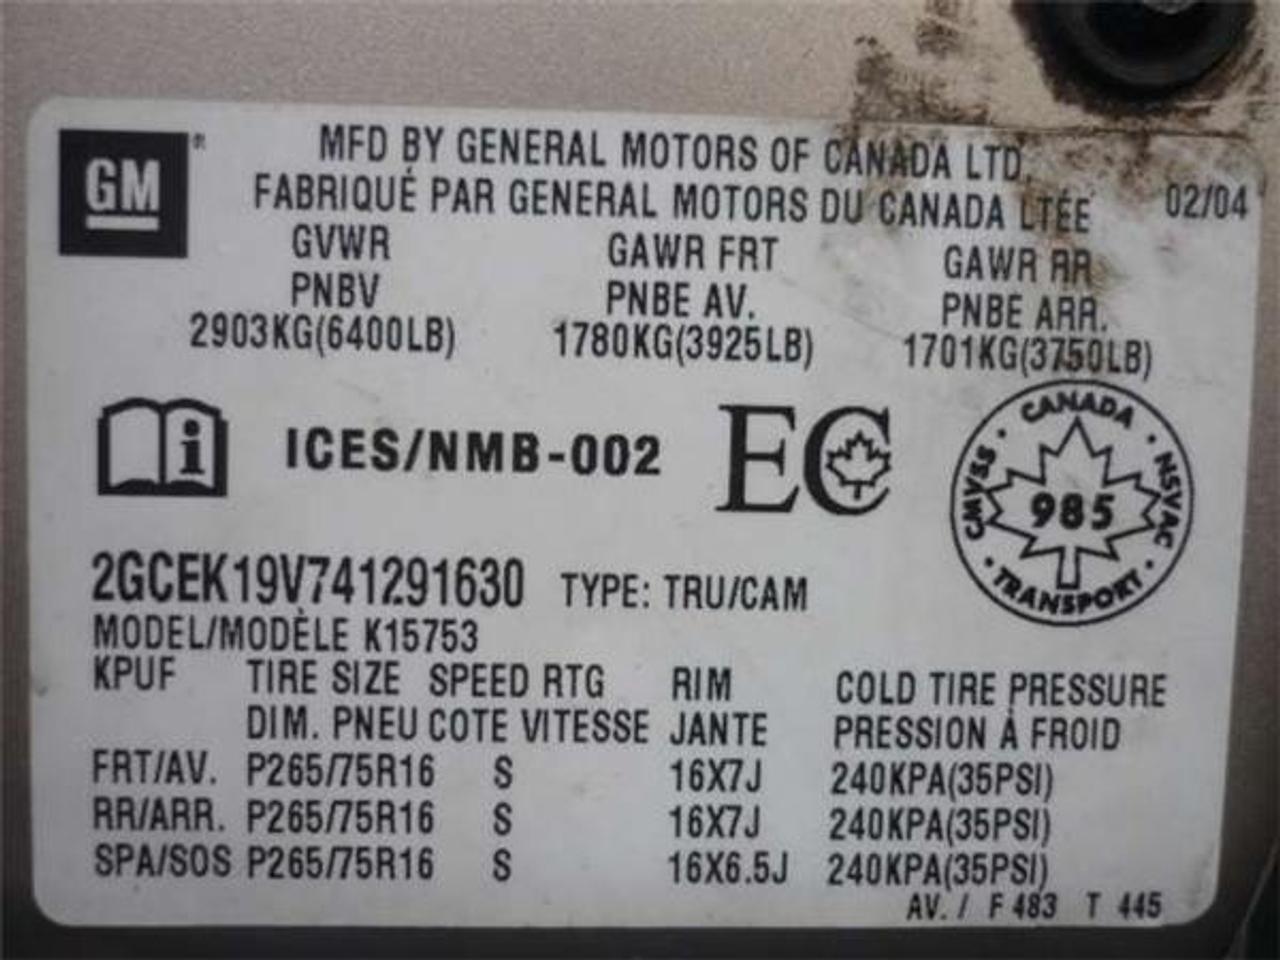 GM ®
MFD BY GENERAL MOTORS OF CANADA LTD.
FABRIQUÉ PAR GENERAL MOTORS DU CANADA LTÉE 02/04
GVWR GAWR FRT GAWR RR
PNBV PNBE AV. PNBE ARR.
2903KG(6400LB) 1780KG(3925LB) 1701KG(3750LB)
i ICES/NMB-002 EC
CANADA
CMVSS · 985 · NSVAC
· TRANSPORT ·
2GCEK19V741291630 TYPE: TRU/CAM
MODEL/MODÈLE K15753
KPUF TIRE SIZE SPEED RTG RIM COLD TIRE PRESSURE
DIM. PNEU COTE VITESSE JANTE PRESSION À FROID
FRT/AV. P265/75R16 S 16X7J 240KPA(35PSI)
RR/ARR. P265/75R16 S 16X7J 240KPA(35PSI)
SPA/SOS P265/75R16 S 16X6.5J 240KPA(35PSI)
AV. / F 483 T 445